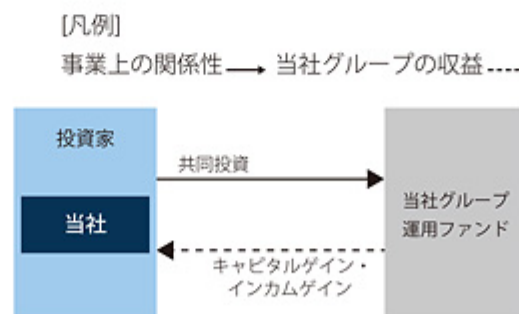 [凡例]
事業上の関係性 当社グループの収益
投資家
当社
共同投資
キャピタルゲイン・
インカムゲイン
当社グループ
運用ファンド